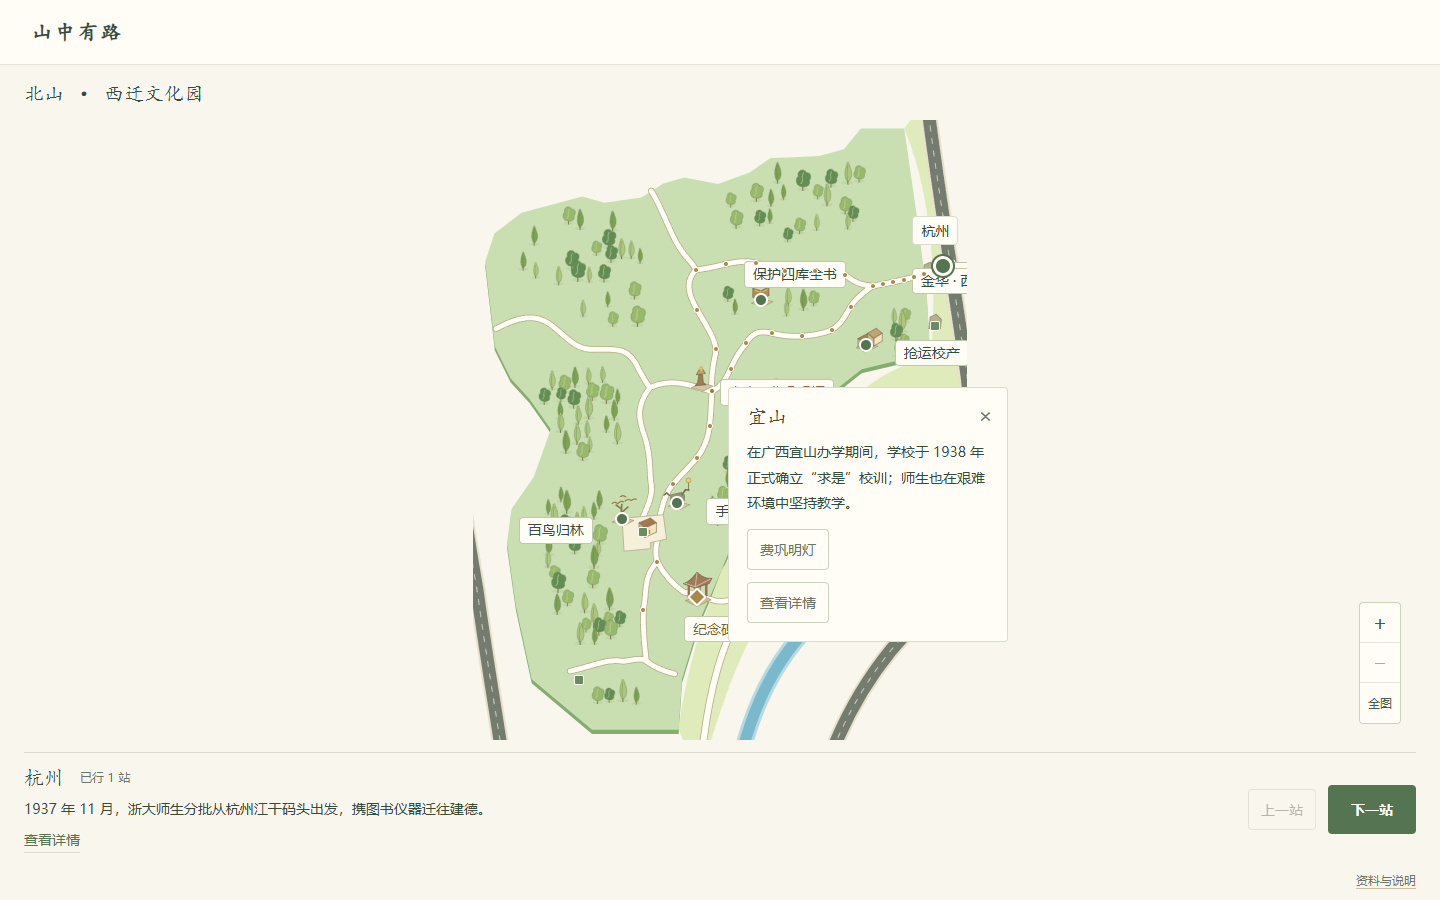 山中有路
北山 • 西迁文化园
杭州
保护四库全书
金华 · 西
抢运校产
宜山
在广西宜山办学期间，学校于 1938 年
正式确立“求是”校训；师生也在艰难
环境中坚持教学。
费巩明灯
查看详情
手
百鸟归林
纪念碑
+
−
全图
杭州 已行 1 站
1937 年 11 月，浙大师生分批从杭州江干码头出发，携图书仪器迁往建德。
查看详情
上一站
下一站
资料与说明